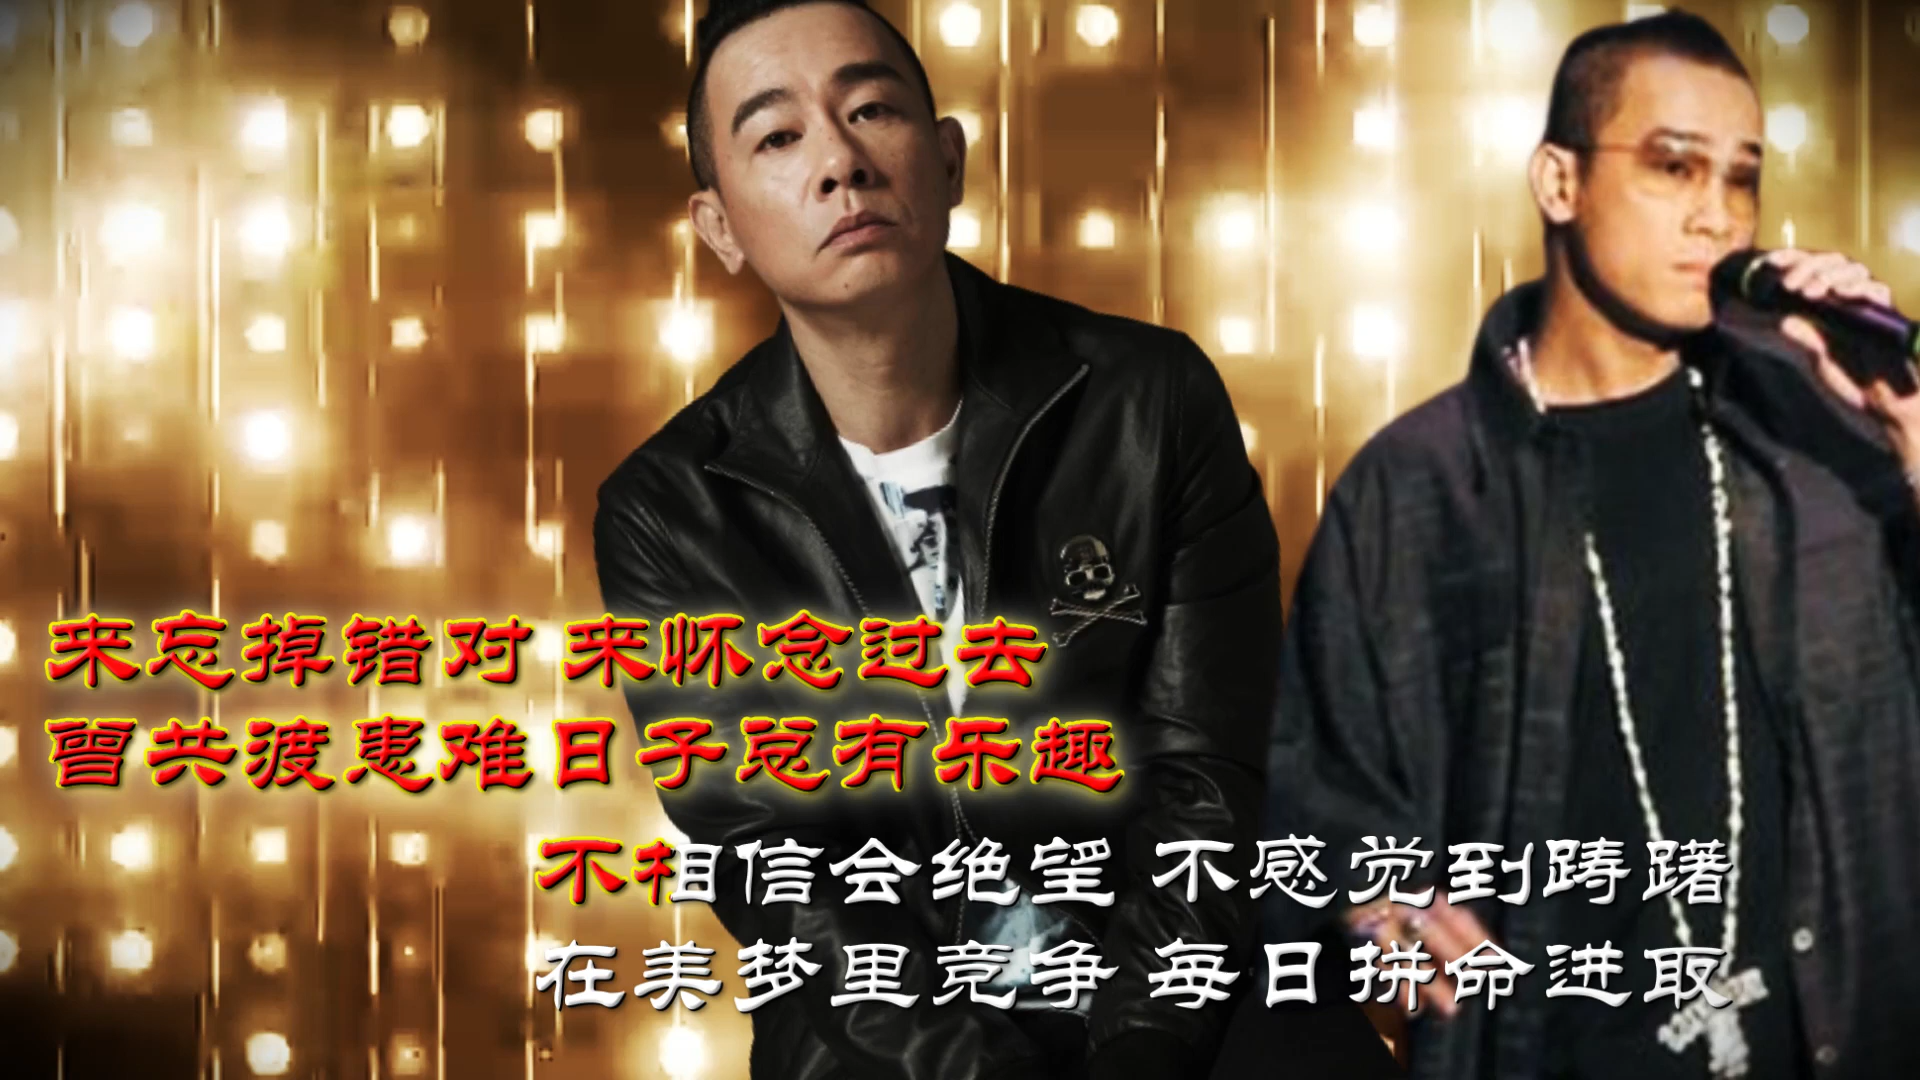 来忘掉错对 来怀念过去
曾共渡患难日子总有乐趣
不相信会绝望 不感觉到踌躇
在美梦里竞争 每日拼命进取